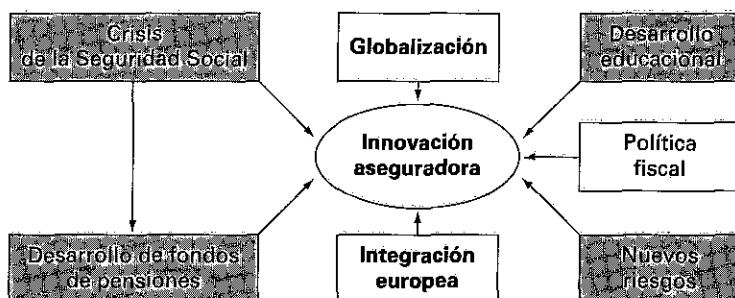 Crisis
de la Seguridad Social
Globalización
Desarrollo
educacional
Innovación
aseguradora
Política
fiscal
Desarrollo de fondos
de pensiones
Integración
europea
Nuevos
riesgos